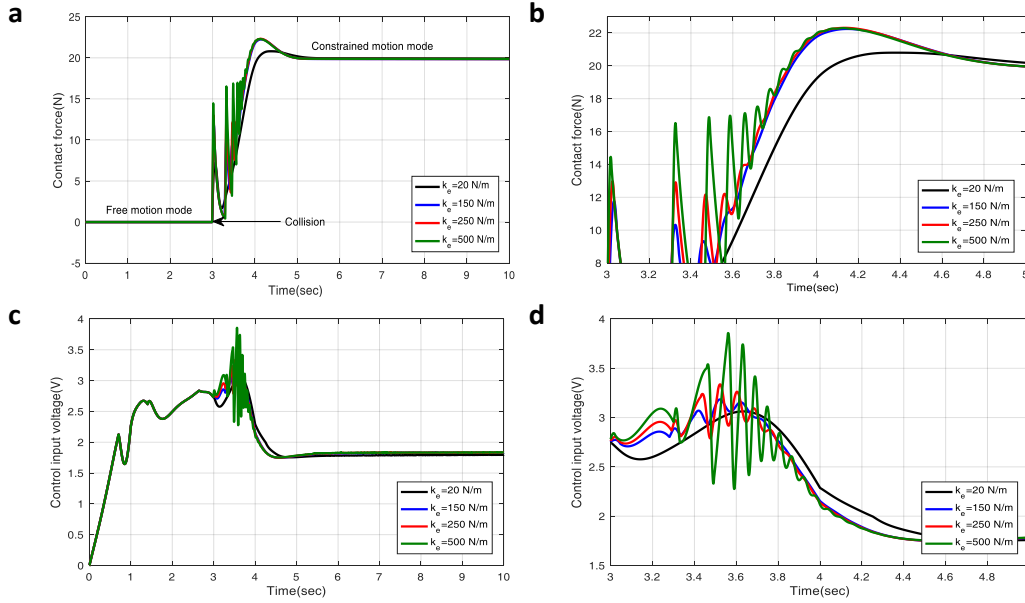 a
25
20
15
10
5
0
-5
Contact force(N)
Constrained motion mode
Free motion mode
Collision
k_e=20 N/m
k_e=150 N/m
k_e=250 N/m
k_e=500 N/m
0 1 2 3 4 5 6 7 8 9 10
Time(sec)
b
22
20
18
16
14
12
10
8
Contact force(N)
k_e=20 N/m
k_e=150 N/m
k_e=250 N/m
k_e=500 N/m
3 3.2 3.4 3.6 3.8 4 4.2 4.4 4.6 4.8 5
Time(sec)
c
4
3.5
3
2.5
2
1.5
1
0.5
0
Control input voltage(V)
k_e=20 N/m
k_e=150 N/m
k_e=250 N/m
k_e=500 N/m
0 1 2 3 4 5 6 7 8 9 10
Time(sec)
d
4
3.5
3
2.5
2
1.5
Control input voltage(V)
k_e=20 N/m
k_e=150 N/m
k_e=250 N/m
k_e=500 N/m
3 3.2 3.4 3.6 3.8 4 4.2 4.4 4.6 4.8
Time(sec)